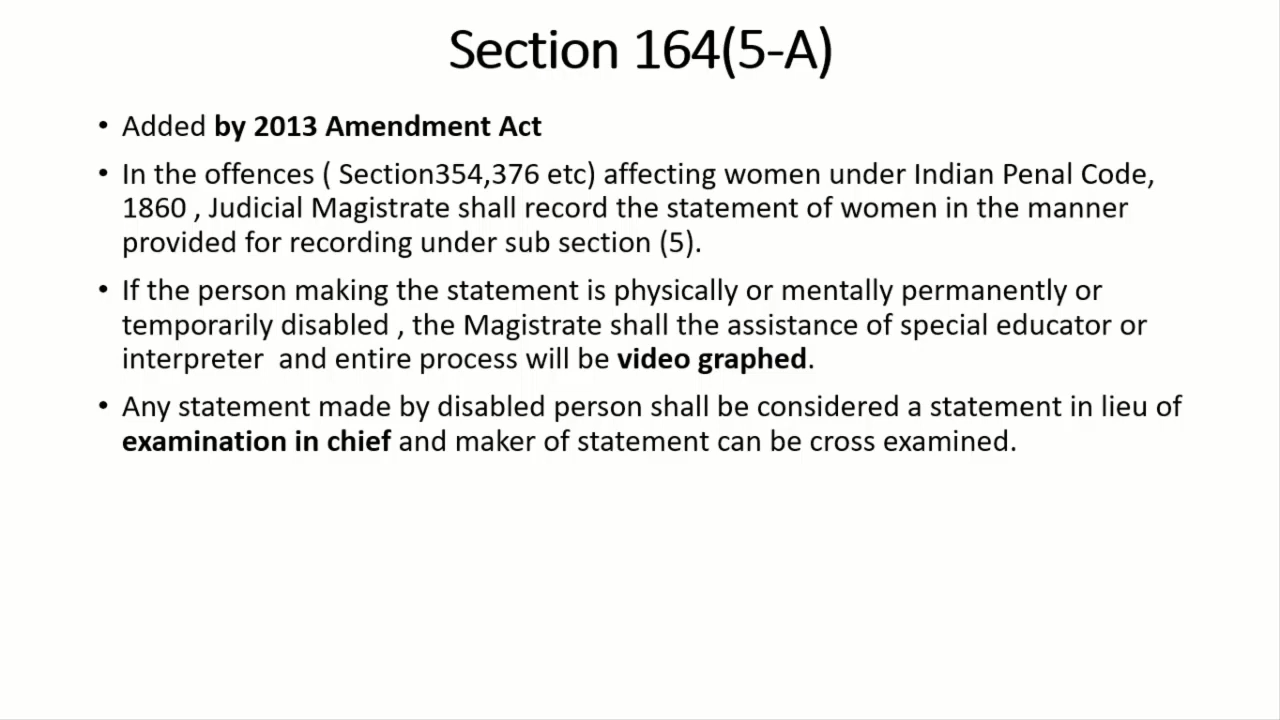 Section 164(5-A)
• Added by 2013 Amendment Act
• In the offences ( Section354,376 etc) affecting women under Indian Penal Code,
1860 , Judicial Magistrate shall record the statement of women in the manner
provided for recording under sub section (5).
• If the person making the statement is physically or mentally permanently or
temporarily disabled , the Magistrate shall the assistance of special educator or
interpreter  and entire process will be video graphed.
• Any statement made by disabled person shall be considered a statement in lieu of
examination in chief and maker of statement can be cross examined.